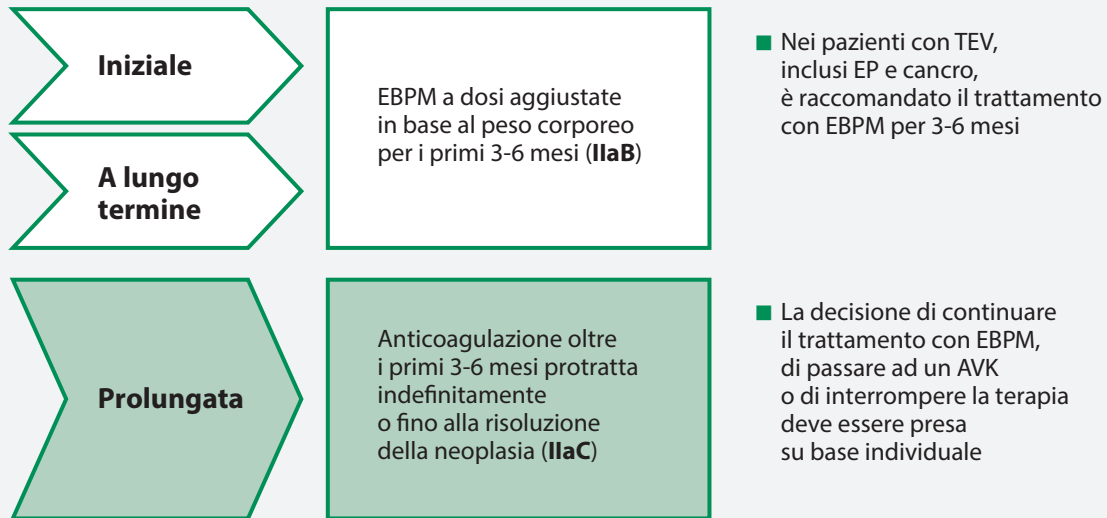 Iniziale
A lungo
termine
EBPM a dosi aggiustate
in base al peso corporeo
per i primi 3-6 mesi (IIaB)
■ Nei pazienti con TEV,
inclusi EP e cancro,
è raccomandato il trattamento
con EBPM per 3-6 mesi
Prolungata
Anticoagulazione oltre
i primi 3-6 mesi protratta
indefinitamente
o fino alla risoluzione
della neoplasia (IIaC)
■ La decisione di continuare
il trattamento con EBPM,
di passare ad un AVK
o di interrompere la terapia
deve essere presa
su base individuale